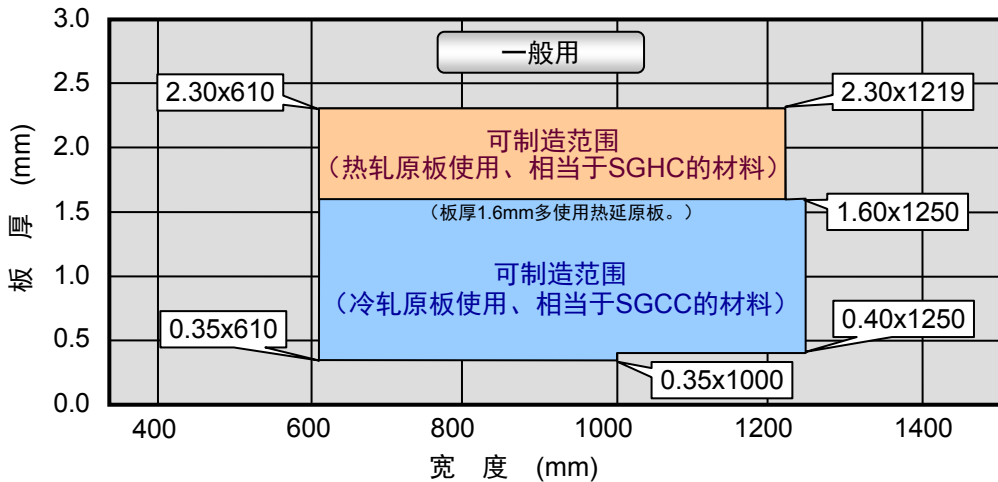 3.0
一般用
2.5
2.30x610
2.30x1219
板 厚 (mm)
2.0
可制造范围
（热轧原板使用、相当于SGHC的材料）
1.5
（板厚1.6mm多使用热延原板。）
1.60x1250
1.0
可制造范围
（冷轧原板使用、相当于SGCC的材料）
0.35x610
0.40x1250
0.5
0.35x1000
0.0
400 600 800 1000 1200 1400
宽 度 (mm)